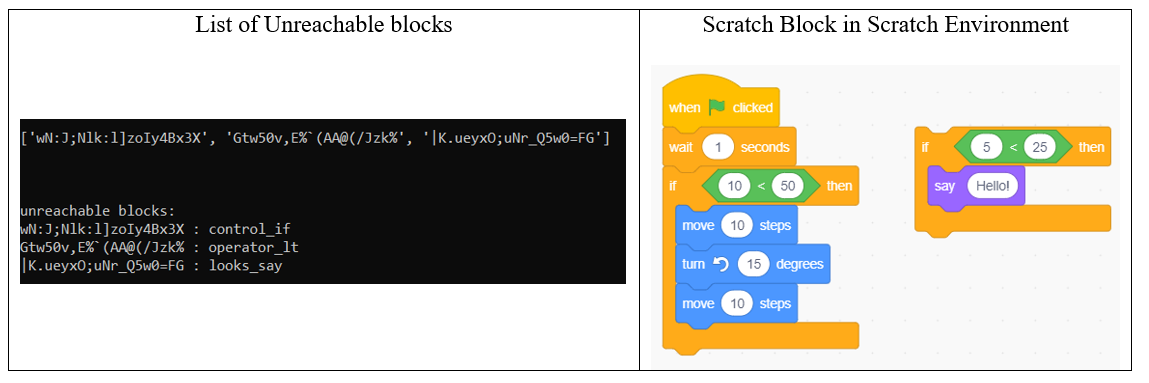 List of Unreachable blocks
Scratch Block in Scratch Environment
['wN:J;Nlk:l]zoIy4Bx3X', 'Gtw50v,E%`(AA@(/Jzk%', '|K.ueyxO;uNr_Q5w0=FG']
unreachable blocks:
wN:J;Nlk:l]zoIy4Bx3X : control_if
Gtw50v,E%`(AA@(/Jzk% : operator_lt
|K.ueyxO;uNr_Q5w0=FG : looks_say
when clicked
wait 1 seconds
if 10 < 50 then
move 10 steps
turn 15 degrees
move 10 steps
if 5 < 25 then
say Hello!